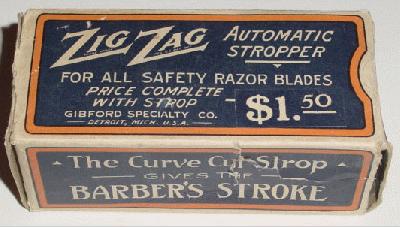 ZIG ZAG AUTOMATIC
STROPPER
FOR ALL SAFETY RAZOR BLADES
PRICE COMPLETE
WITH STROP - $1.50
GIBFORD SPECIALTY CO.
DETROIT, MICH. U.S.A.
The Curve Cut Strop
GIVES THE
BARBER'S STROKE